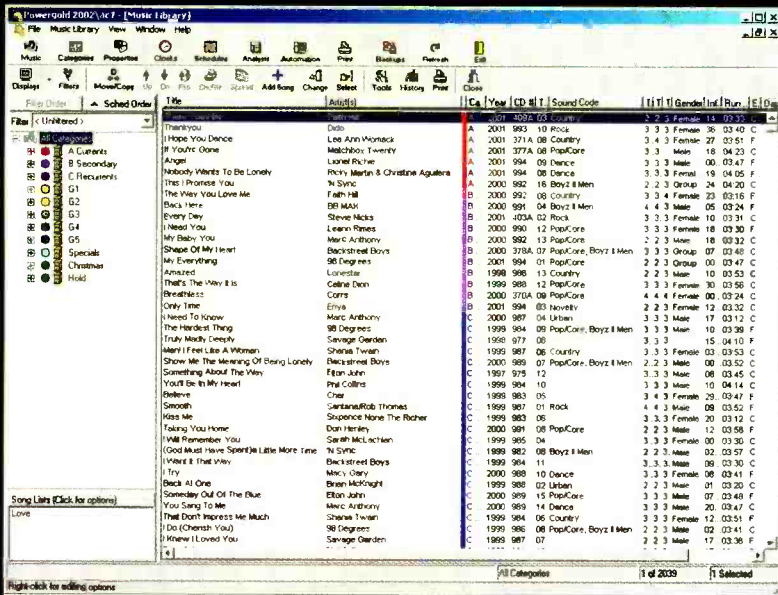 Powergold 2002\Ac7 - [Music Library]
File Music Library View Window Help
Music Categories Properties Clocks Schedules Analysis Automation Print Backups Refresh Exit
Displays Filters Move/Copy Up Dn Add Song Change Select Tools History Print Close
Filter Order Sched Order
Filter < Unfiltered >
All Categories
A Currents
B Secondary
C Recurrents
G1
G2
G3
G4
G5
Specials
Christmas
Hold
Song Lists (Click for options)
Love
Title Artist(s) Ca Year CD # T. Sound Code Gender Int. Run
Faith Hill A 2001 409A 03 Country 2 2 3 Female 14 03:32 C
Thankyou Dido A 2001 993 10 Rock 3 3 3 Female 36 03:40 C
I Hope You Dance Lee Ann Womack A 2001 371A 08 Country 3 4 3 Female 27 03:51 F
If You're Gone Matchbox Twenty A 2001 377A 08 Pop/Core 3 3 Male 18 04:23 C
Angel Lionel Richie A 2001 994 09 Dance 3 3 3 Male 00 03:47 F
Nobody Wants To Be Lonely Ricky Martin & Christina Aguilera A 2001 994 08 Dance 3 3 3 Femal 19 04:05 C
This I Promise You 'N Sync A 2000 992 16 Boyz II Men 2 2 3 Group 24 04:20 C
The Way You Love Me Faith Hill B 2000 992 08 Country 3 3 4 Female 23 03:16 F
Back Here BB MAK B 2000 991 04 Boyz II Men 4 4 3 Male 05 03:24 F
Every Day Stevie Nicks B 2001 403A 02 Rock 3 3 3 Female 10 03:31 C
I Need You Leann Rimes B 2000 990 12 Pop/Core 3 3 3 Female 18 03:30 F
My Baby You Marc Anthony B 2000 992 13 Pop/Core 2 2 3 Male 18 03:32 C
Shape Of My Heart Backstreet Boys B 2000 378A 07 Pop/Core, Boyz II Men 3 3 3 Group 07 03:48 C
My Everything 98 Degrees B 2001 994 01 Pop/Core 2 2 3 Group 00 03:47 C
Amazed Lonestar B 1999 988 13 Country 2 2 3 Male 10 03:53 C
That's The Way It Is Celine Dion B 1999 988 12 Pop/Core 3 3 3 Female 30 03:58 C
Breathless Corrs B 2000 370A 09 Pop/Core 4 4 4 Female 00 03:24 C
Only Time Enya B 2001 994 03 Novelty 2 2 3 Female 12 03:32 C
I Need To Know Marc Anthony C 2000 987 04 Urban 3 3 3 Male 17 03:12 C
The Hardest Thing 98 Degrees C 1999 984 09 Pop/Core, Boyz II Men 3 3 3 Male 10 03:39 F
Truly Madly Deeply Savage Garden C 1998 977 08 3 3 3 15 04:10 F
Man! I Feel Like A Woman Shania Twain C 1999 987 06 Country 3 3 3 Female 03 03:53 C
Show Me The Meaning Of Being Lonely Backstreet Boys C 2000 989 07 Pop/Core, Boyz II Men 2 2 3 Male 00 03:52 C
Something About The Way Elton John C 1997 975 12 3 3 3 Male 08 03:45 C
You'll Be In My Heart Phil Collins C 1999 984 10 3 3 3 Male 10 04:14 C
Believe Cher C 1999 983 05 3 4 3 Female 29 03:47 F
Smooth Santana/Rob Thomas C 1999 987 01 Rock 4 4 3 Male 09 03:52 F
Kiss Me Sixpence None The Richer C 1999 983 06 3 3 3 Female 20 03:12 C
Taking You Home Don Henley C 2000 991 08 Pop/Core 2 2 3 Male 12 03:58 F
I Will Remember You Sarah McLachlan C 1999 985 04 3 3 3 Female 00 03:30 C
(God Must Have Spent)a Little More Time 'N Sync C 1999 982 08 Boyz II Men 2 2 3 Male 02 03:57 C
I Want It That Way Backstreet Boys C 1999 984 11 3 3 3 Male 09 03:30 C
I Try Macy Gray C 2000 988 10 Dance 3 3 3 Female 08 03:41 F
Back At One Brian McKnight C 1999 988 02 Urban 2 2 3 Male 01 03:20 C
Someday Out Of The Blue Elton John C 2000 989 15 Pop/Core 2 2 3 Male 07 03:48 F
You Sang To Me Marc Anthony C 2000 989 14 Dance 3 3 3 Male 20 03:47 C
That Don't Impress Me Much Shania Twain C 1999 984 06 Country 3 3 3 Female 12 03:51 F
I Do (Cherish You) 98 Degrees C 1999 986 08 Pop/Core, Boyz II Men 2 2 3 Male 02 03:41 C
I Knew I Loved You Savage Garden C 1999 987 07 2 2 3 Male 17 03:38 F
All Categories 1 of 2039 1 Selected
Right-click for editing options